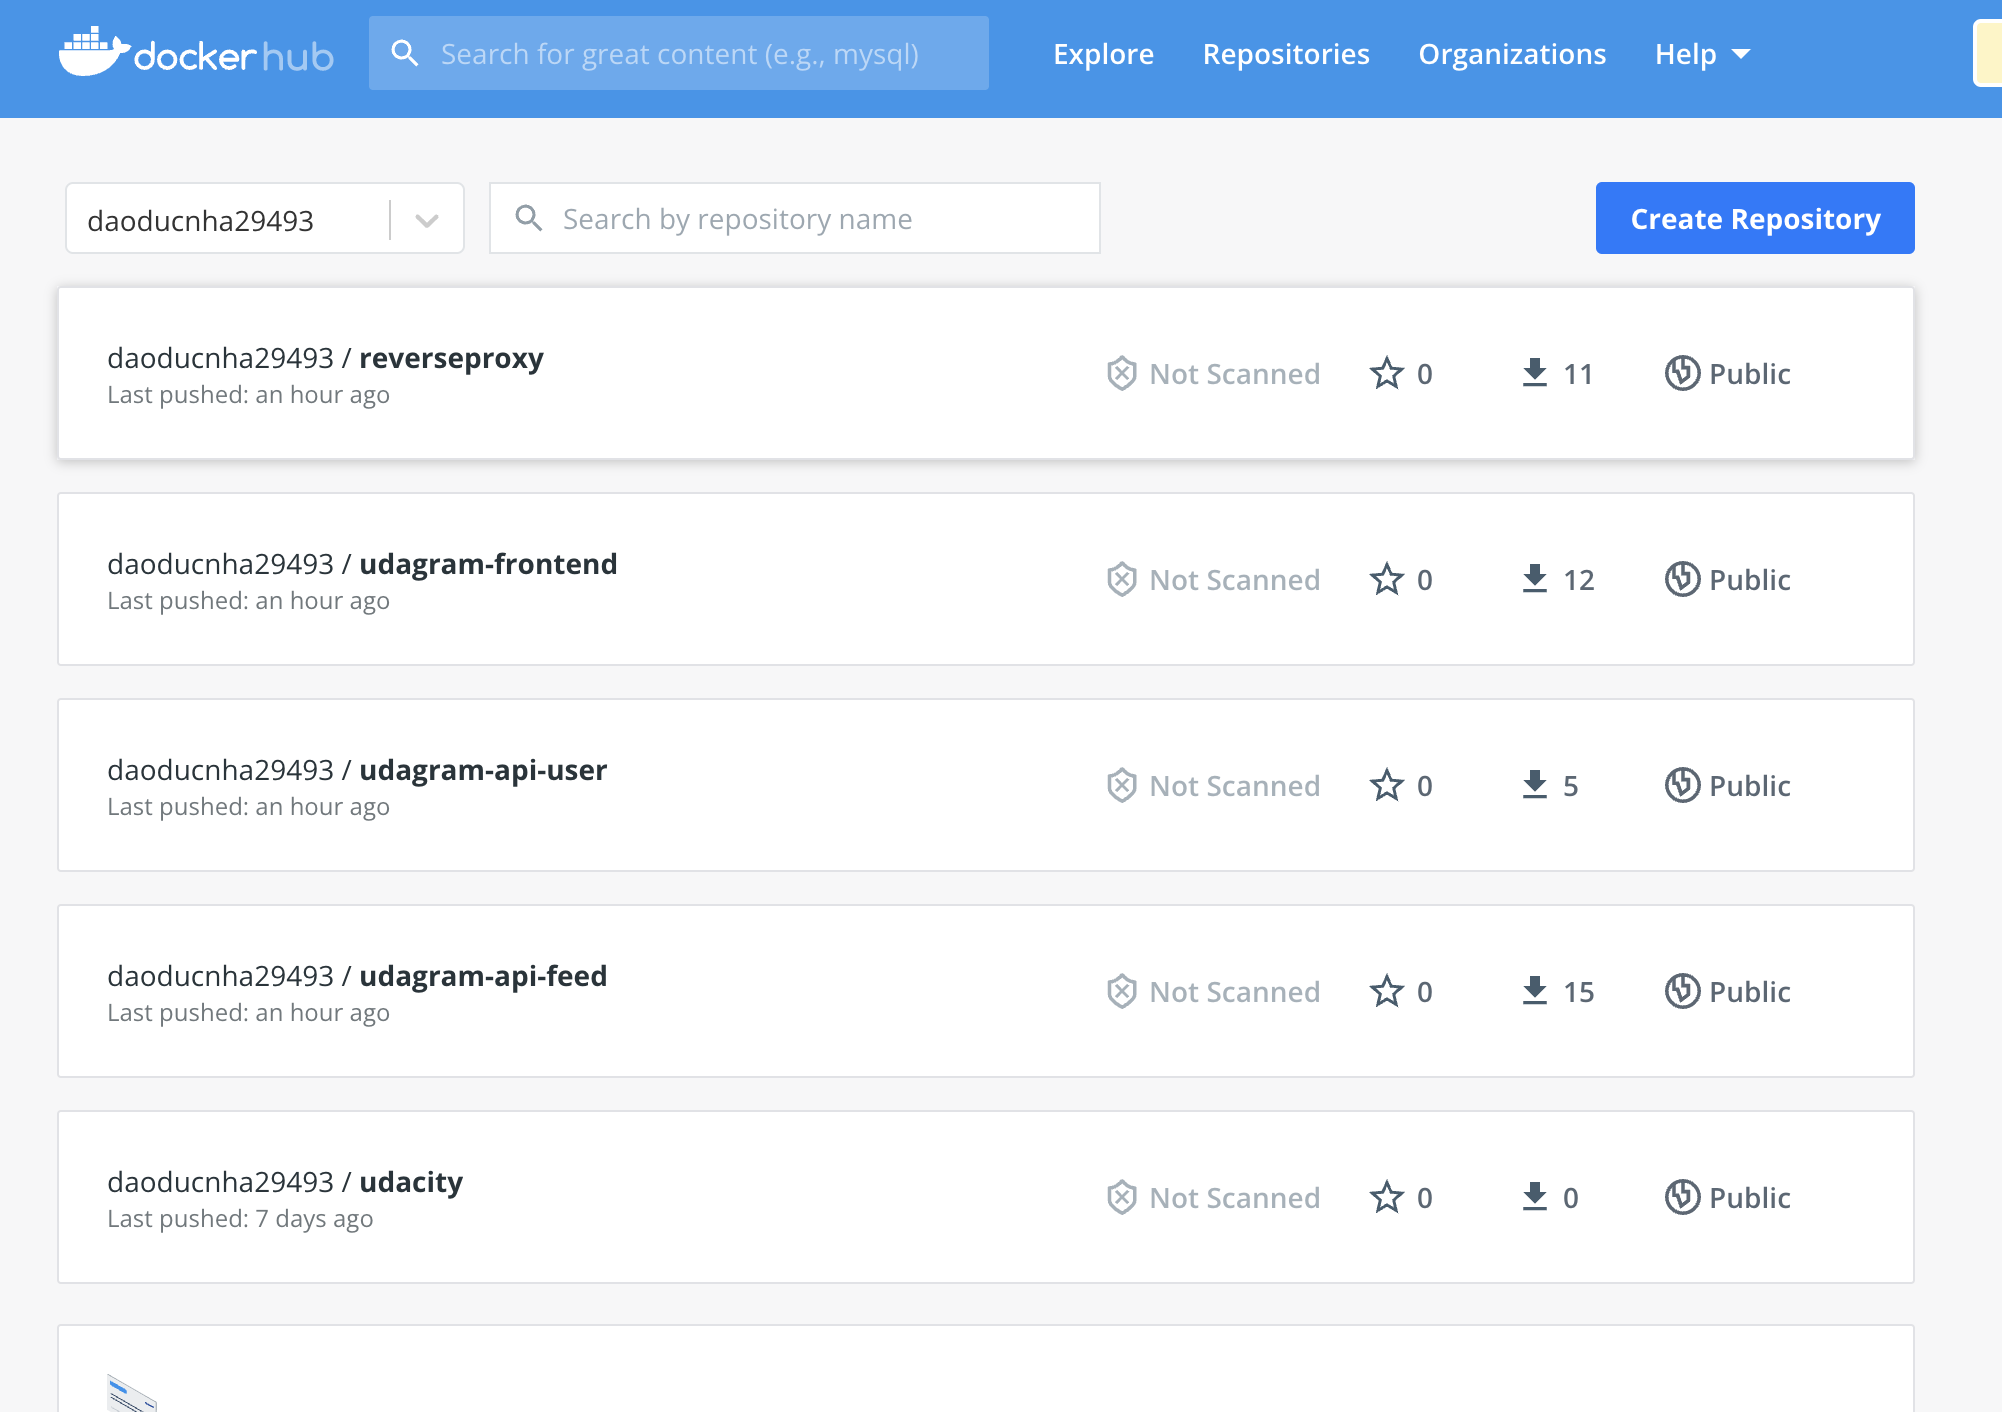 dockerhub
Search for great content (e.g., mysql)
Explore
Repositories
Organizations
Help
daoducnha29493
Search by repository name
Create Repository
daoducnha29493 / reverseproxy
Last pushed: an hour ago
Not Scanned
0
11
Public
daoducnha29493 / udagram-frontend
Last pushed: an hour ago
Not Scanned
0
12
Public
daoducnha29493 / udagram-api-user
Last pushed: an hour ago
Not Scanned
0
5
Public
daoducnha29493 / udagram-api-feed
Last pushed: an hour ago
Not Scanned
0
15
Public
daoducnha29493 / udacity
Last pushed: 7 days ago
Not Scanned
0
0
Public